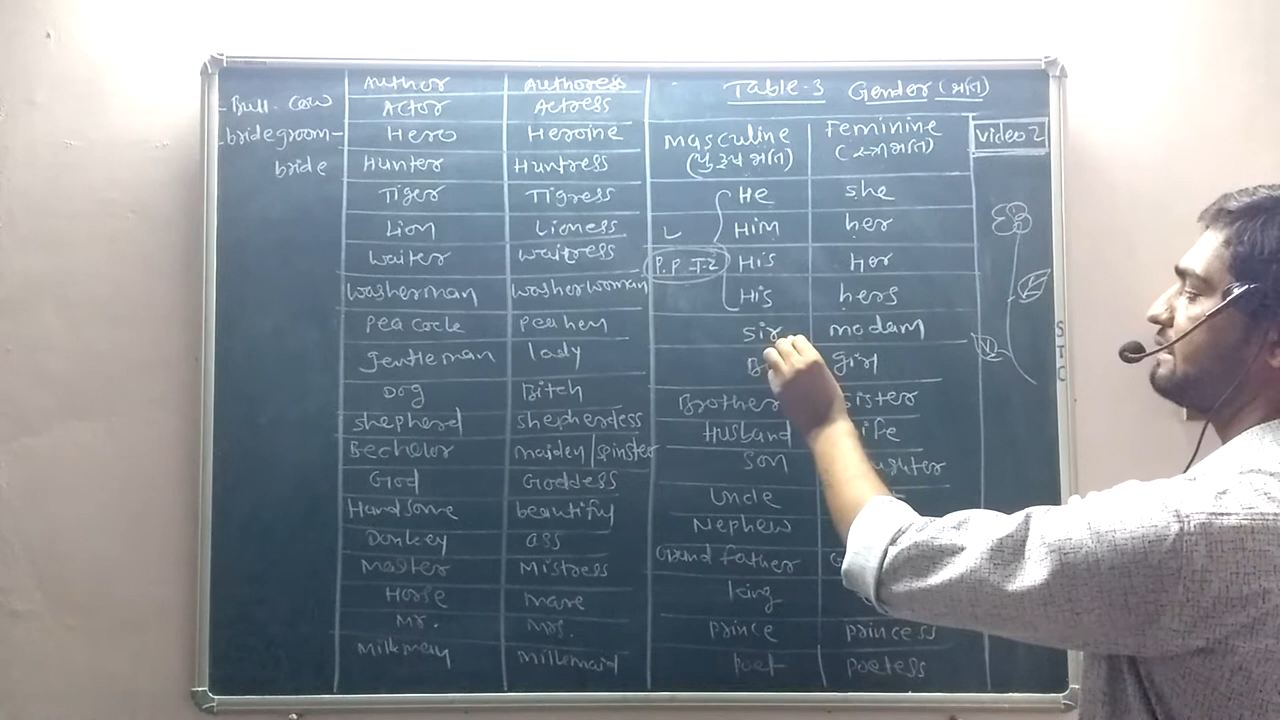 - Bull - Cow
- bridegroom -
bride
Author Authoress
Actor Actress
Hero Heroine
Hunter Huntress
Tiger Tigress
Lion Lioness
Waiter Waitress
washerman washerwoman
Peacock peahen
Gentleman lady
Dog Bitch
shepherd shepherdess
Bechelor maiden/spinster
God Goddess
Handsome beautify
Donkey ass
Master Mistress
Horse mare
Mr. Mrs.
Milkman milkmaid
Table-3 Gender (જાતિ)
Masculine Feminine
(પુરુષ જાતિ) (સ્ત્રી જાતિ)
He she
Him her
P.P -T-2 His her
His hers
sir madam
girl
Brother sister
Husband
son
Uncle
Nephew
Grand father
King
prince princess
poet poetess
Video 2
STC